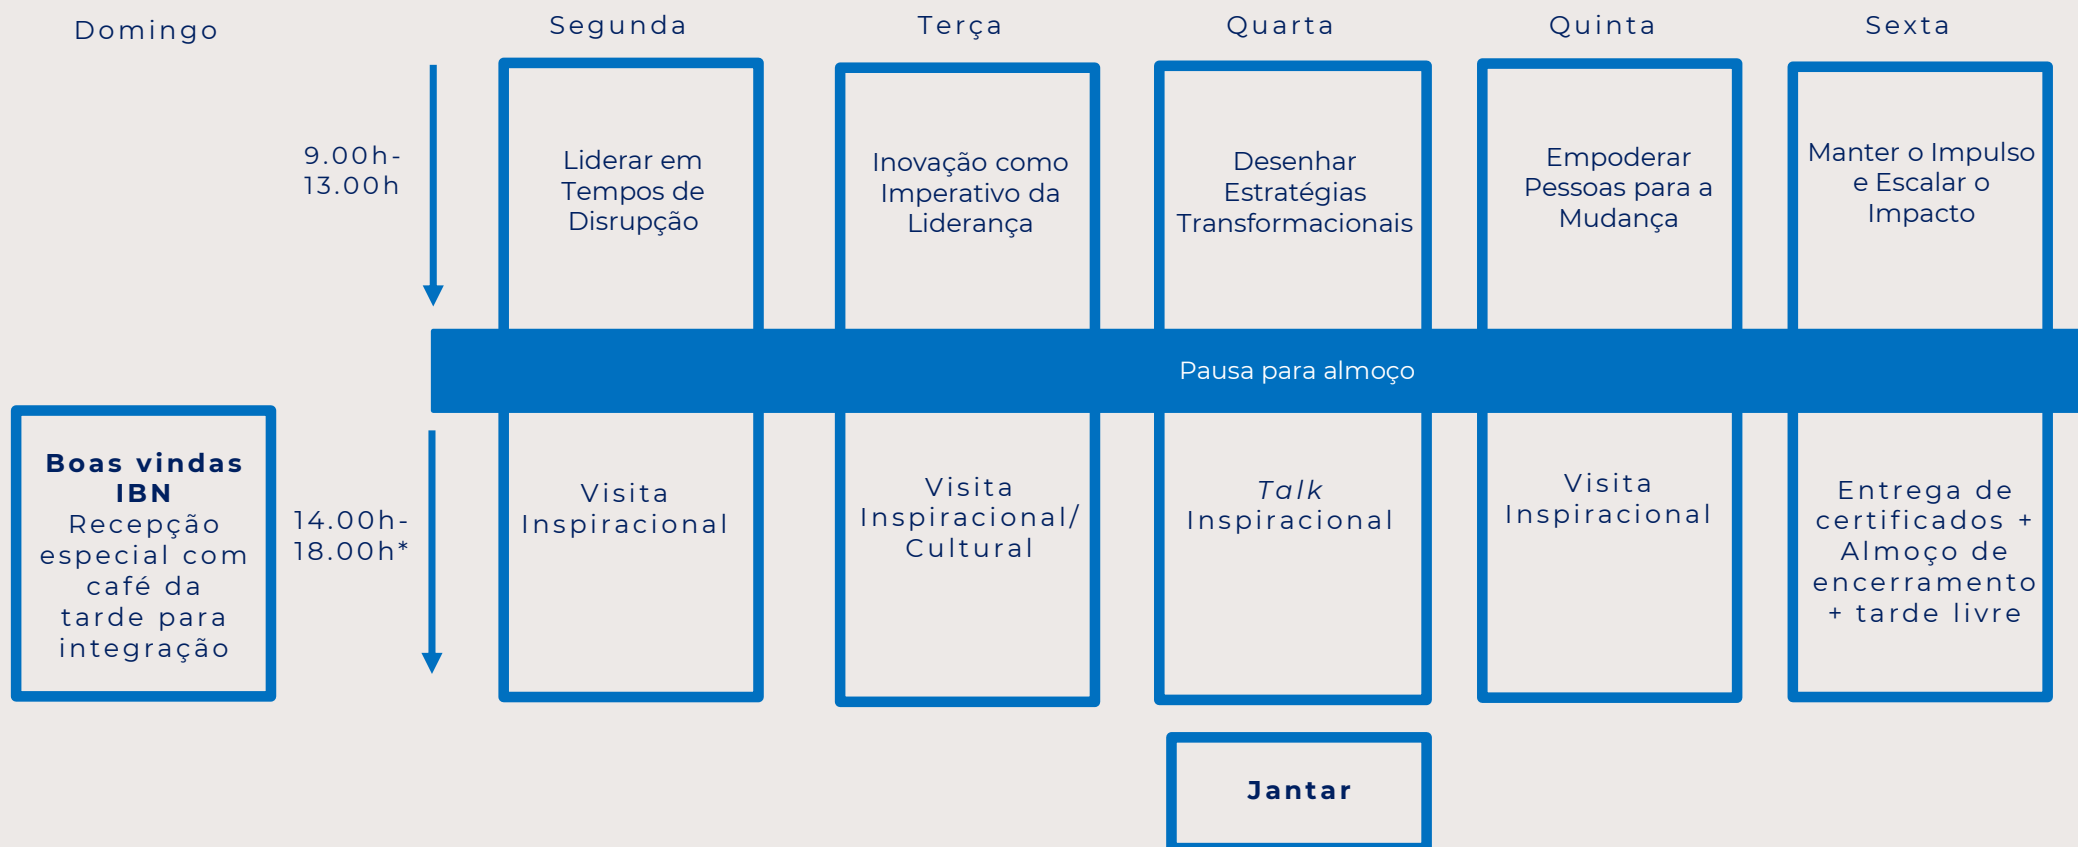 Domingo
Segunda
Terça
Quarta
Quinta
Sexta
9.00h-
13.00h
Liderar em
Tempos de
Disrupção
Inovação como
Imperativo da
Liderança
Desenhar
Estratégias
Transformacionais
Empoderar
Pessoas para a
Mudança
Manter o Impulso
e Escalar o
Impacto
Pausa para almoço
Boas vindas
IBN
Recepção
especial com
café da
tarde para
integração
14.00h-
18.00h*
Visita
Inspiracional
Visita
Inspiracional/
Cultural
Talk
Inspiracional
Visita
Inspiracional
Entrega de
certificados +
Almoço de
encerramento
+ tarde livre
Jantar